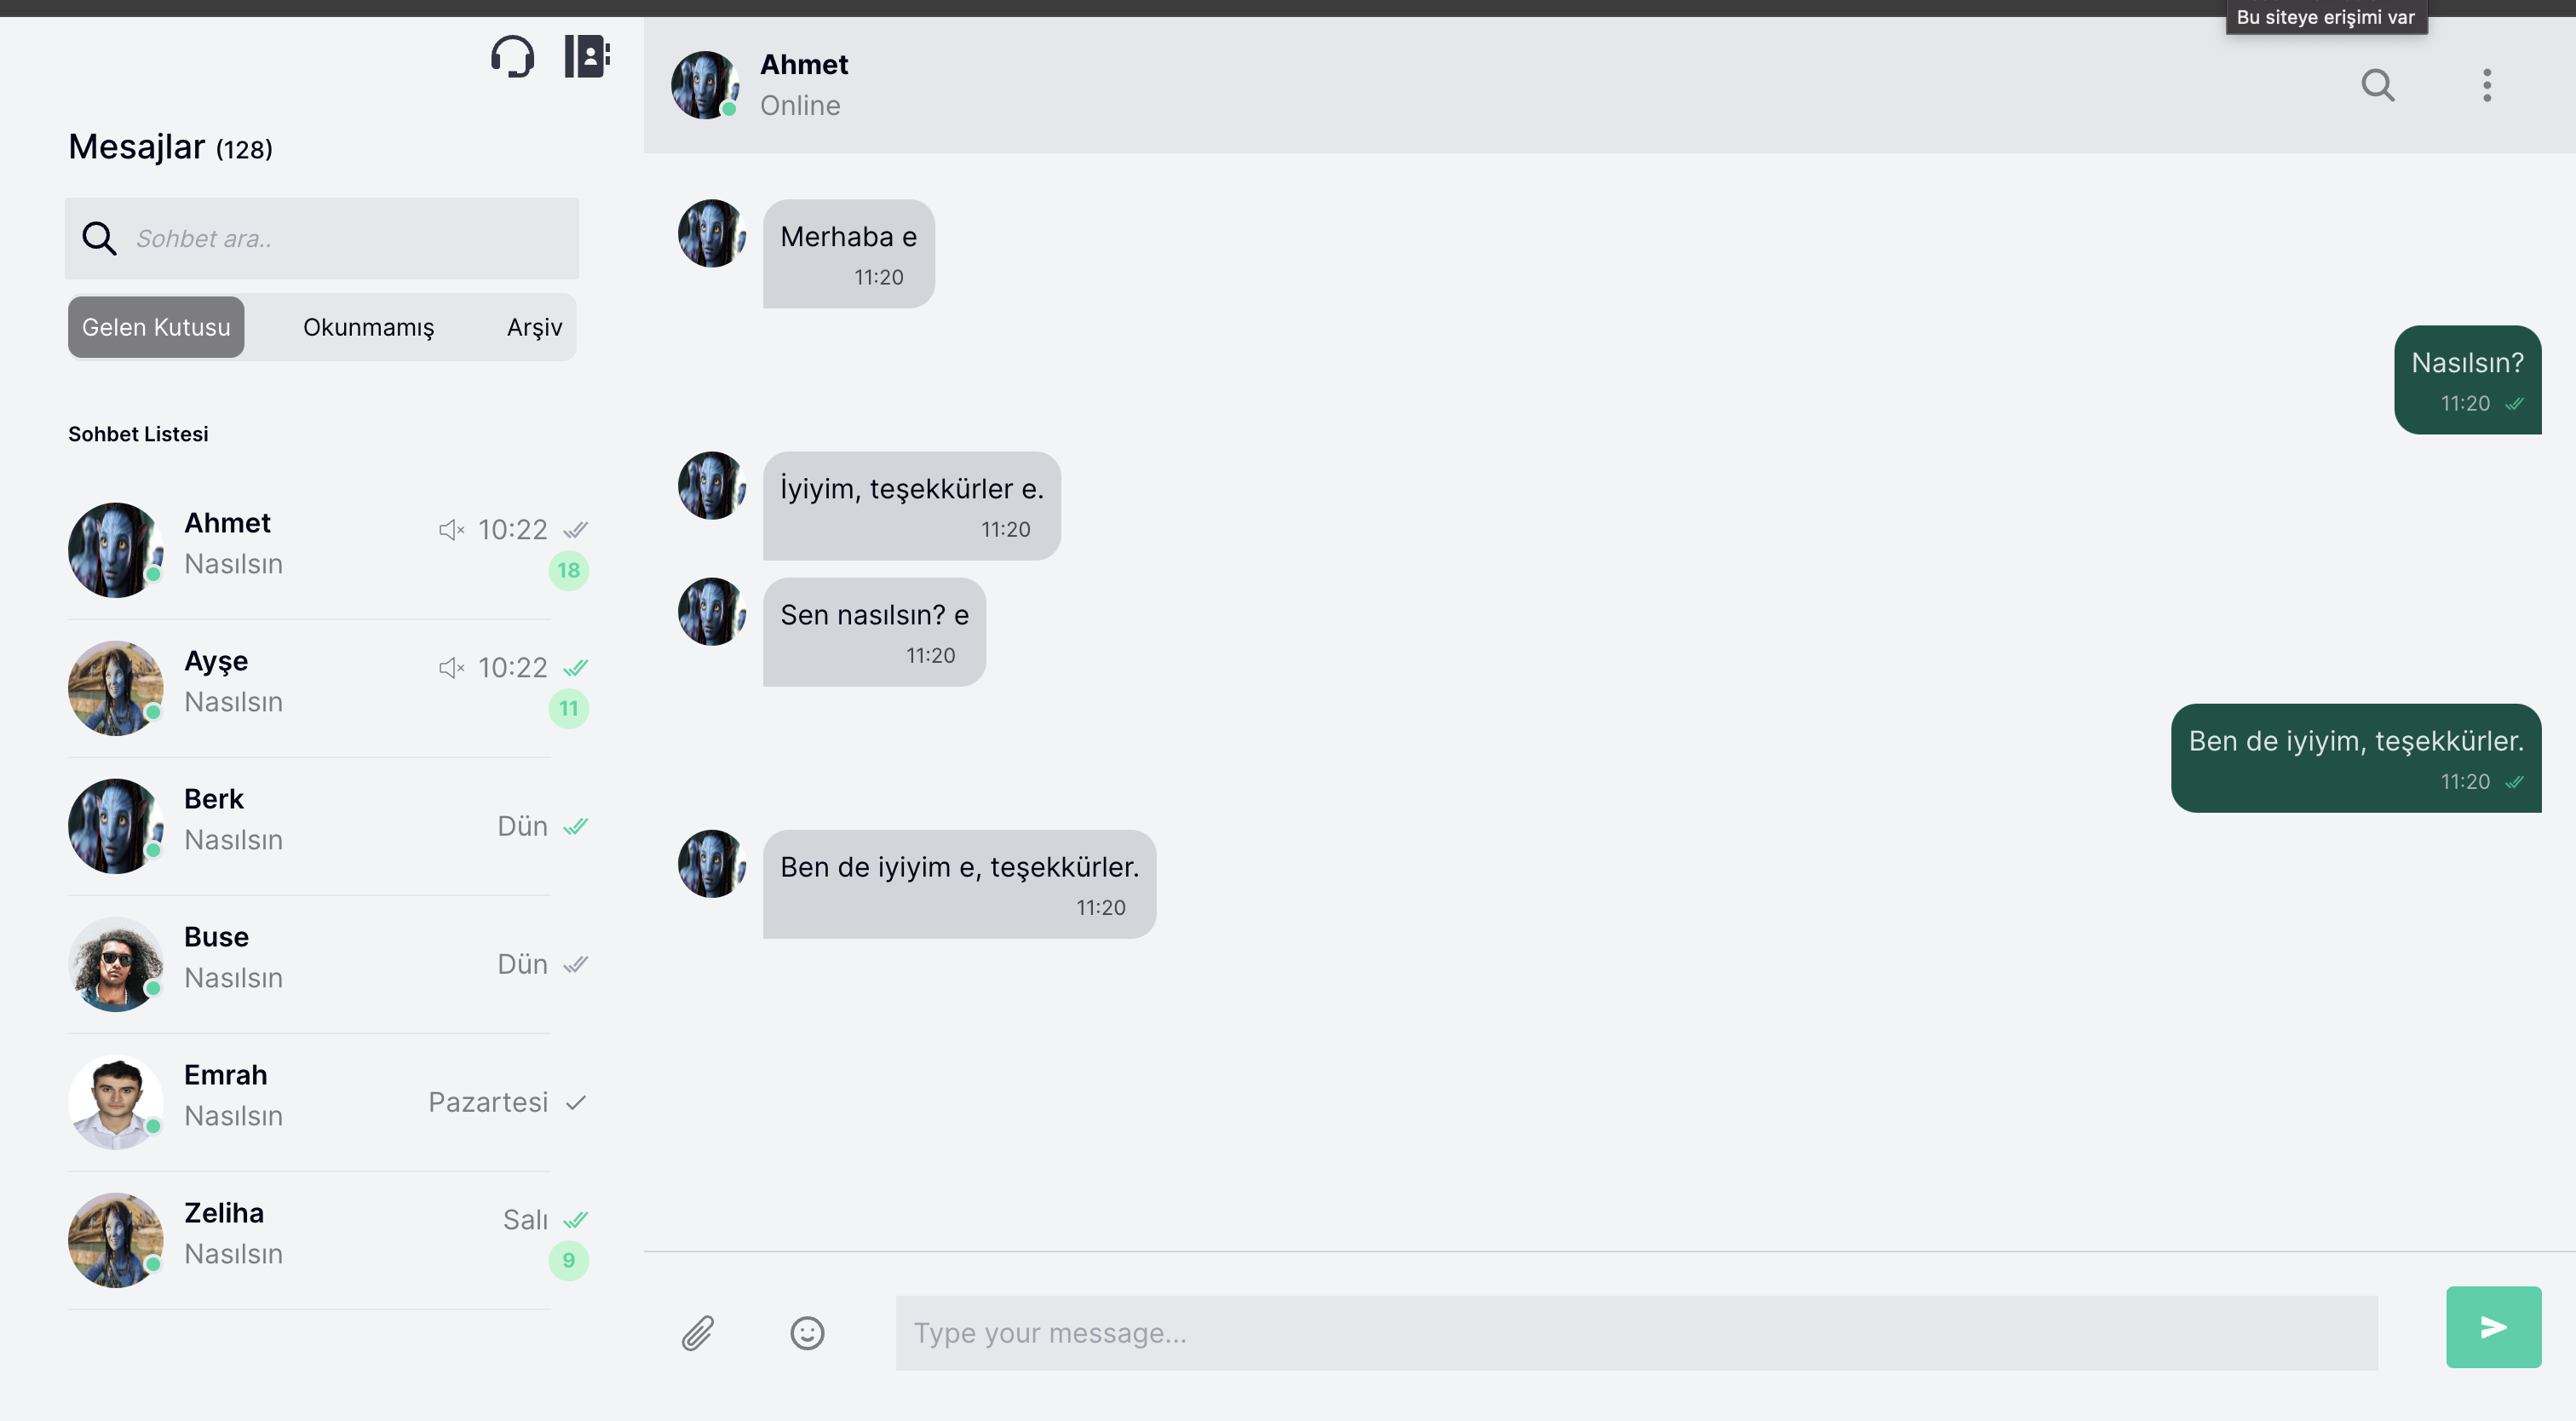 Bu siteye erişimi var
Mesajlar (128)
Sohbet ara..
Gelen Kutusu Okunmamış Arşiv
Sohbet Listesi
Ahmet
Nasılsın
10:22
18
Ayşe
Nasılsın
10:22
11
Berk
Nasılsın
Dün
Buse
Nasılsın
Dün
Emrah
Nasılsın
Pazartesi
Zeliha
Nasılsın
Salı
9
Ahmet
Online
Merhaba e
11:20
Nasılsın?
11:20
İyiyim, teşekkürler e.
11:20
Sen nasılsın? e
11:20
Ben de iyiyim, teşekkürler.
11:20
Ben de iyiyim e, teşekkürler.
11:20
Type your message...